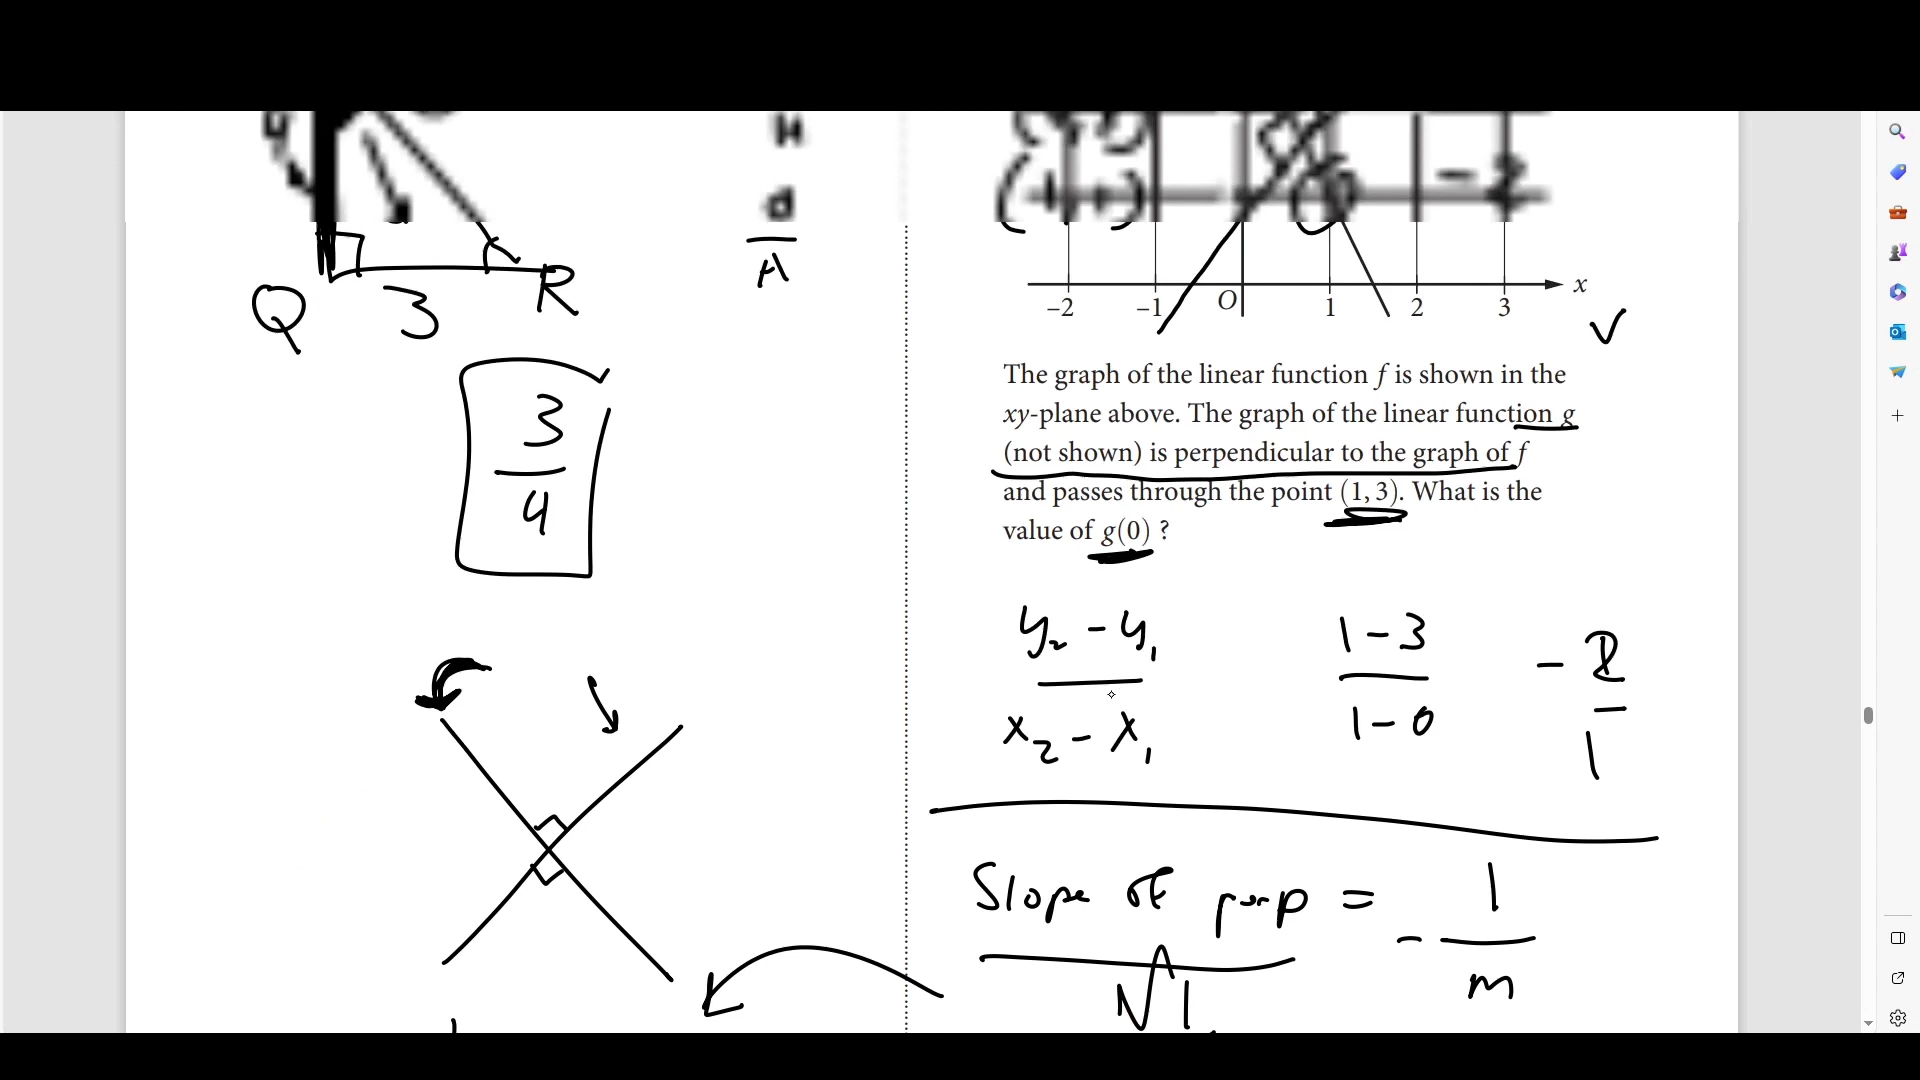 H
a
A
Q
3
R
3
4
-2
-1
O
1
2
3
x
The graph of the linear function f is shown in the
xy-plane above. The graph of the linear function g
(not shown) is perpendicular to the graph of f
and passes through the point (1, 3). What is the
value of g(0) ?
y₂ - y₁
x₂ - x₁
1 - 3
1 - 0
- 2
1
Slope of perp =
- 1
m